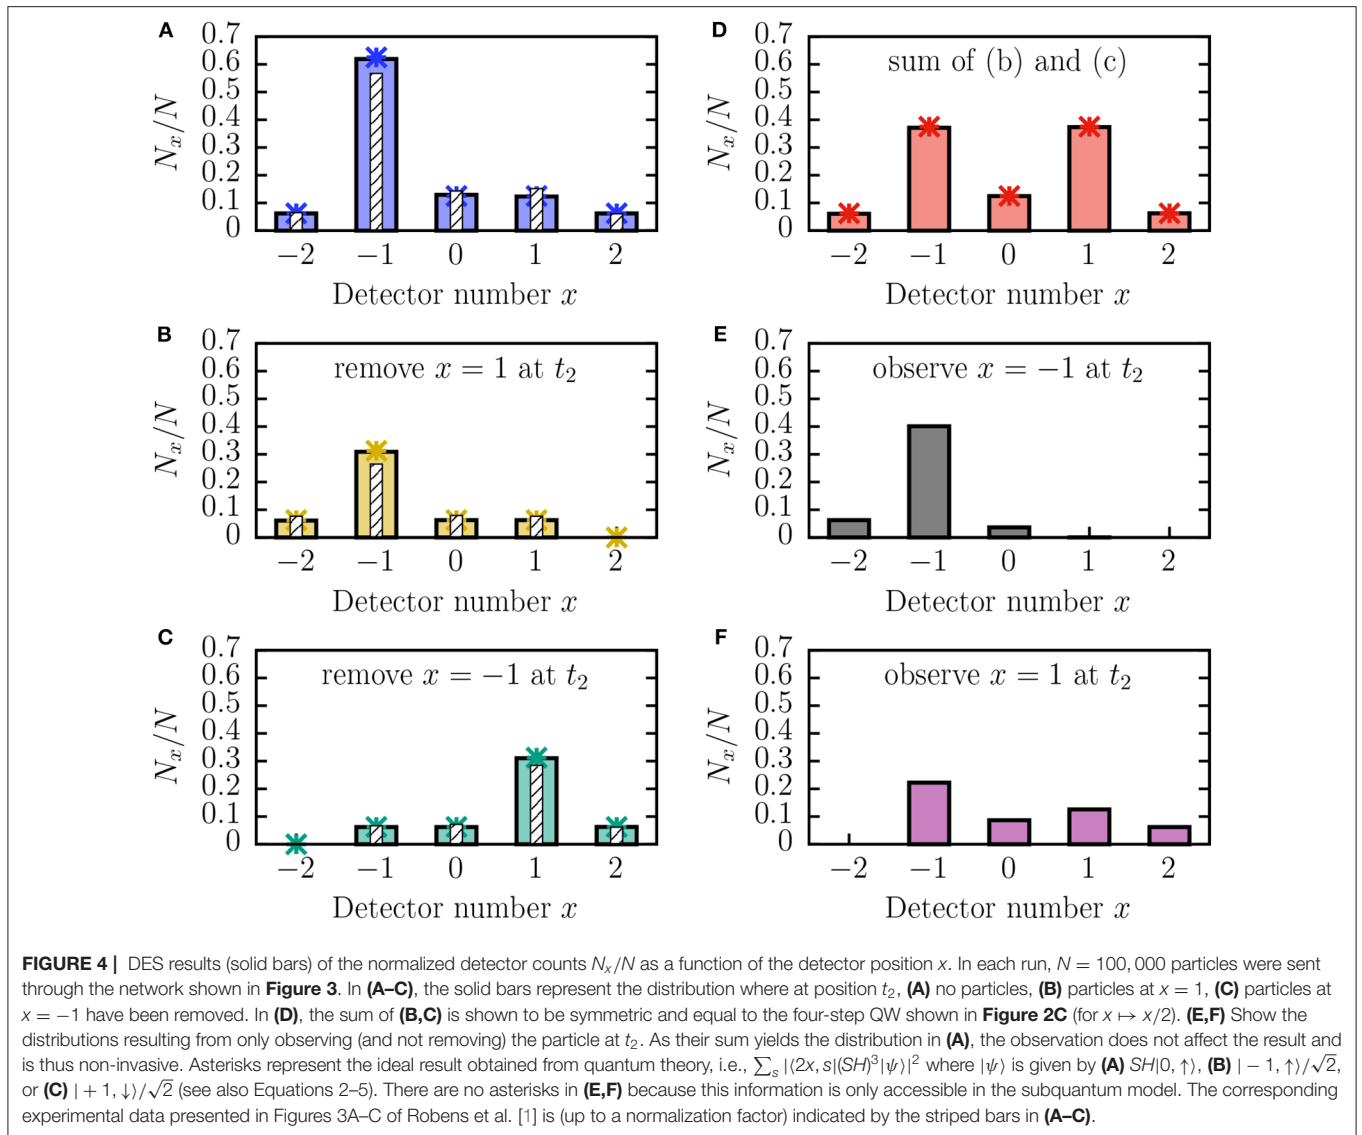 A
0.7
0.6
0.5
0.4
0.3
0.2
0.1
0
N_x/N
−2 −1 0 1 2
Detector number x
D
0.7
0.6
0.5
0.4
0.3
0.2
0.1
0
N_x/N
sum of (b) and (c)
−2 −1 0 1 2
Detector number x
B
0.7
0.6
0.5
0.4
0.3
0.2
0.1
0
N_x/N
remove x = 1 at t₂
−2 −1 0 1 2
Detector number x
E
0.7
0.6
0.5
0.4
0.3
0.2
0.1
0
N_x/N
observe x = −1 at t₂
−2 −1 0 1 2
Detector number x
C
0.7
0.6
0.5
0.4
0.3
0.2
0.1
0
N_x/N
remove x = −1 at t₂
−2 −1 0 1 2
Detector number x
F
0.7
0.6
0.5
0.4
0.3
0.2
0.1
0
N_x/N
observe x = 1 at t₂
−2 −1 0 1 2
Detector number x
FIGURE 4 | DES results (solid bars) of the normalized detector counts N_x/N as a function of the detector position x. In each run, N = 100, 000 particles were sent
through the network shown in Figure 3. In (A–C), the solid bars represent the distribution where at position t₂, (A) no particles, (B) particles at x = 1, (C) particles at
x = −1 have been removed. In (D), the sum of (B,C) is shown to be symmetric and equal to the four-step QW shown in Figure 2C (for x ↦ x/2). (E,F) Show the
distributions resulting from only observing (and not removing) the particle at t₂. As their sum yields the distribution in (A), the observation does not affect the result and
is thus non-invasive. Asterisks represent the ideal result obtained from quantum theory, i.e., ∑_s |⟨2x, s|(SH)³|ψ⟩|² where |ψ⟩ is given by (A) SH|0, ↑⟩, (B) | − 1, ↑⟩/√2,
or (C) | + 1, ↓⟩/√2 (see also Equations 2–5). There are no asterisks in (E,F) because this information is only accessible in the subquantum model. The corresponding
experimental data presented in Figures 3A–C of Robens et al. [1] is (up to a normalization factor) indicated by the striped bars in (A–C).